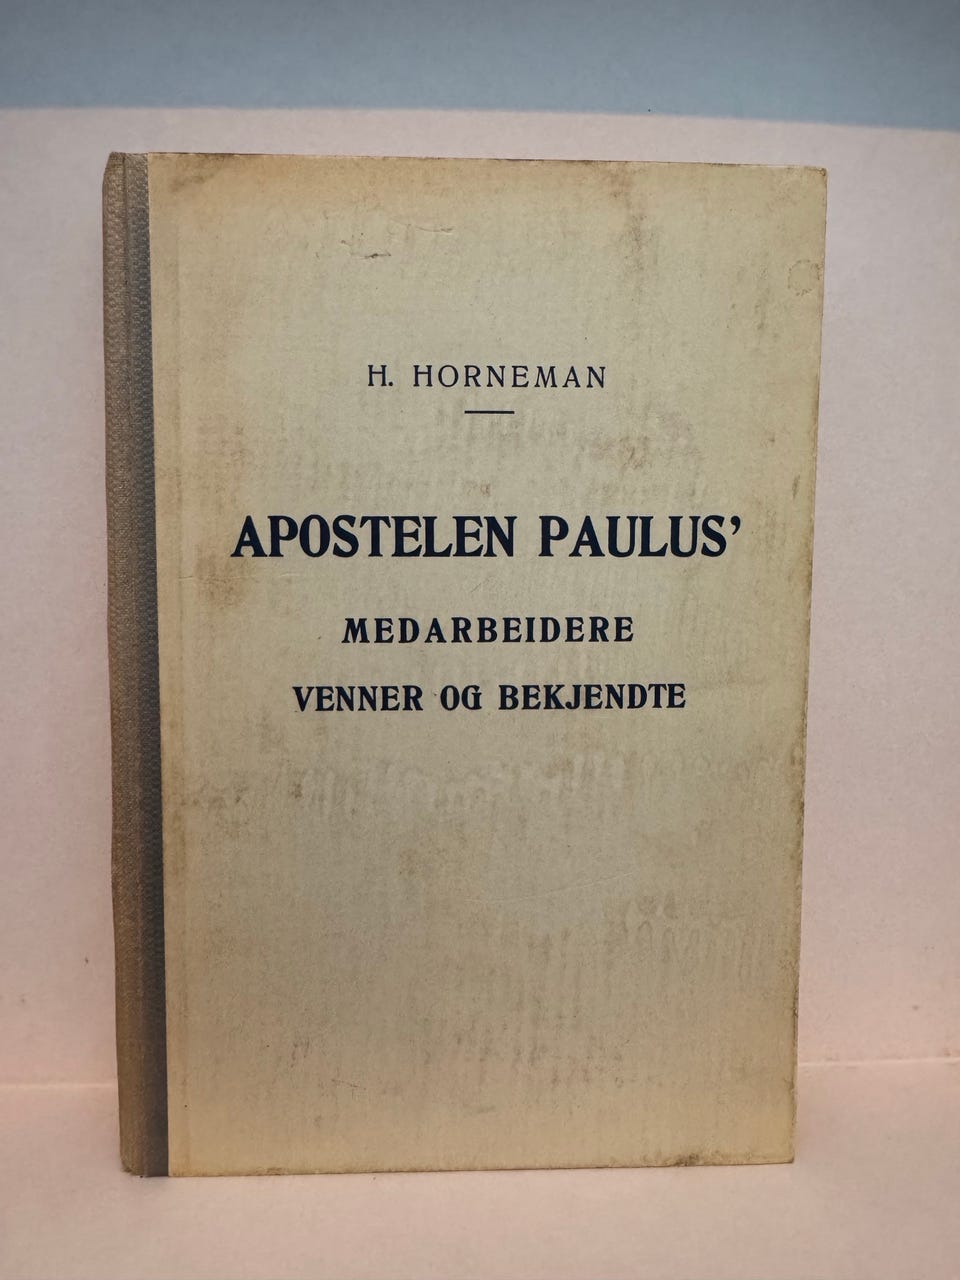 H. HORNEMAN
APOSTELEN PAULUS’
MEDARBEIDERE
VENNER OG BEKJENDTE